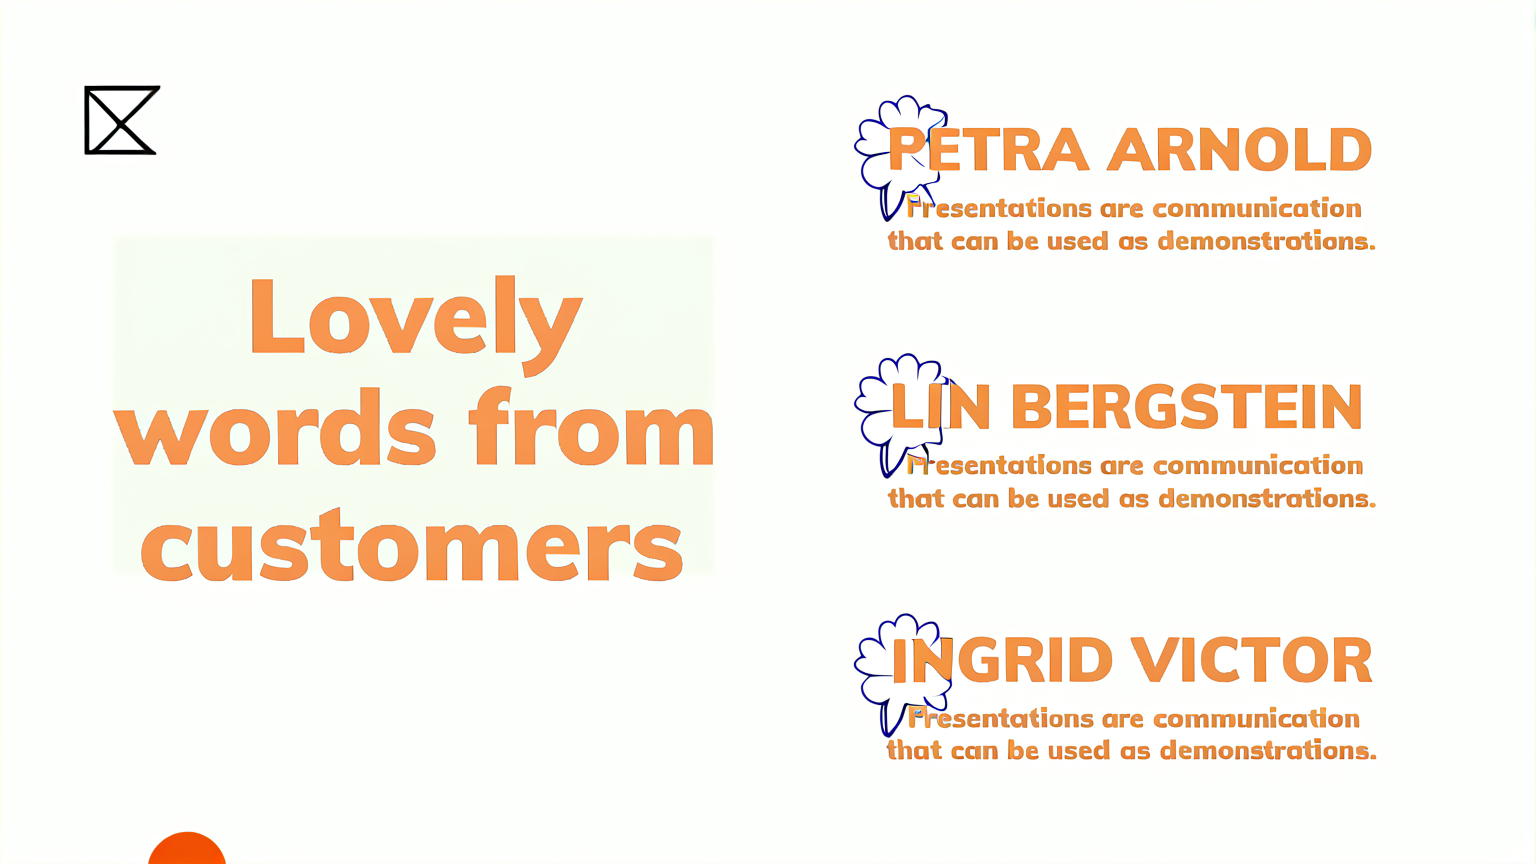 Lovely
words from
customers
PETRA ARNOLD
Presentations are communication
that can be used as demonstrations.
LIN BERGSTEIN
Presentations are communication
that can be used as demonstrations.
INGRID VICTOR
Presentations are communication
that can be used as demonstrations.